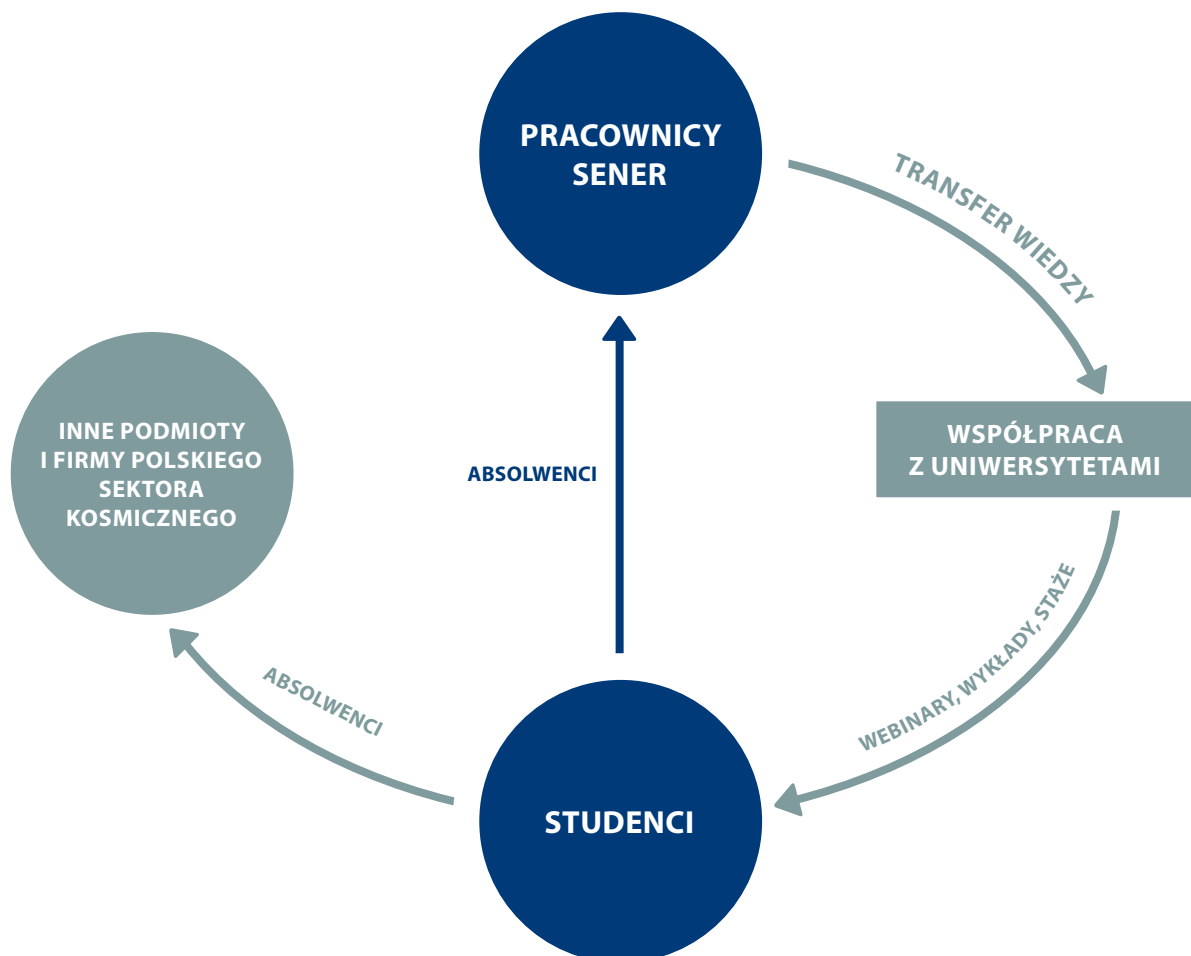 PRACOWNICY
SENER
TRANSFER WIEDZY
INNE PODMIOTY
I FIRMY POLSKIEGO
SEKTORA
KOSMICZNEGO
ABSOLWENCI
WSPÓŁPRACA
Z UNIWERSYTETAMI
WEBINARY, WYKŁADY, STAŻE
ABSOLWENCI
STUDENCI